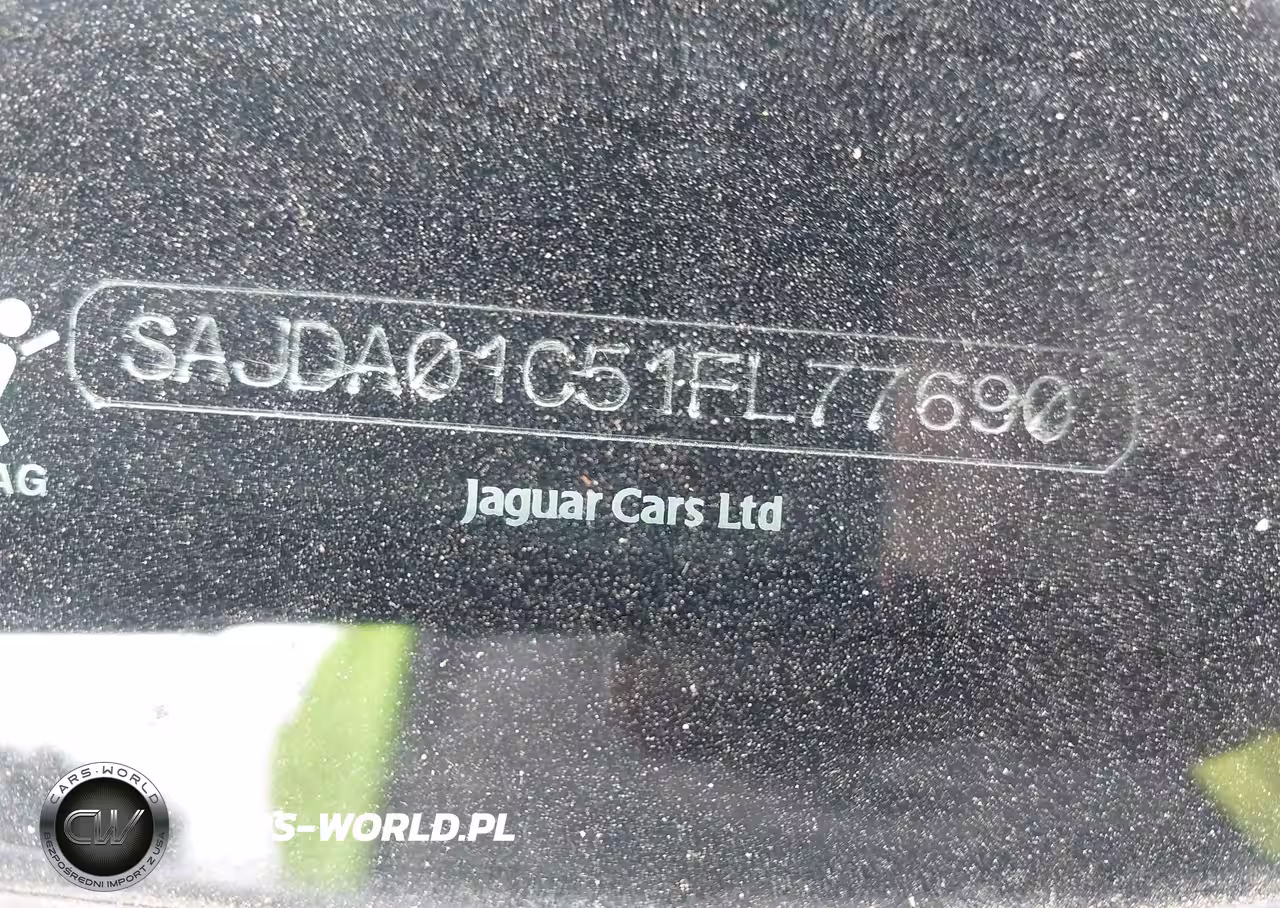 SAJDA01C51FL77690
AG
Jaguar Cars Ltd
CARS-WORLD
CW
BEZPOŚREDNI IMPORT Z USA
S-WORLD.PL